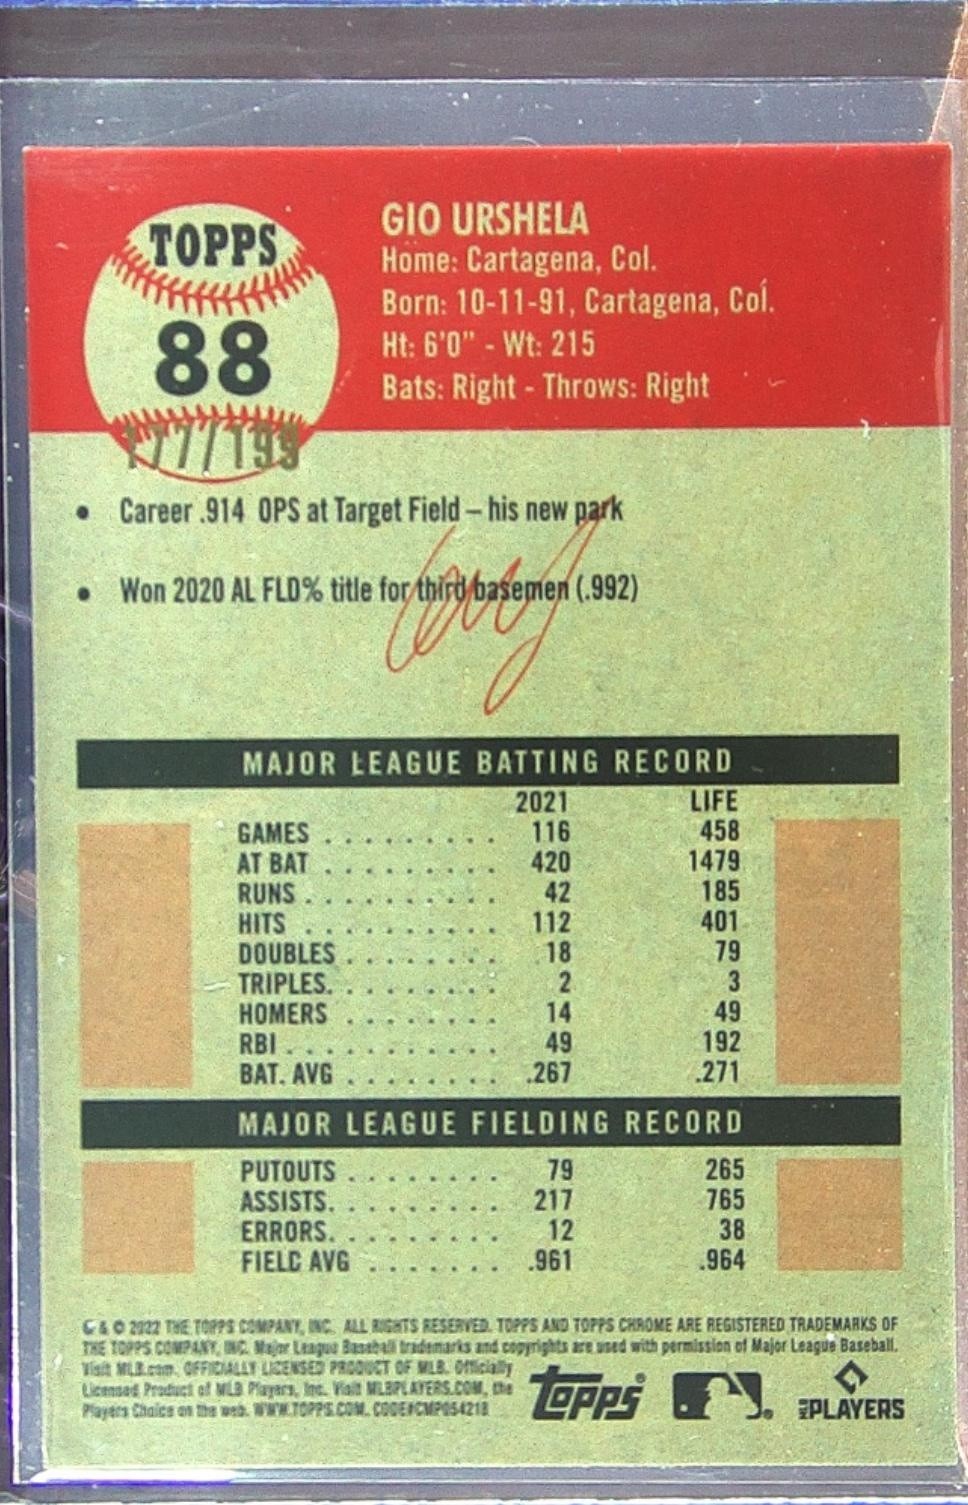 TOPPS
88
177/199
GIO URSHELA
Home: Cartagena, Col.
Born: 10-11-91, Cartagena, Col.
Ht: 6'0" - Wt: 215
Bats: Right - Throws: Right
• Career .914 OPS at Target Field – his new park
• Won 2020 AL FLD% title for third basemen (.992)
MAJOR LEAGUE BATTING RECORD
2021 LIFE
GAMES . . . . . . . . . 116 458
AT BAT . . . . . . . . . 420 1479
RUNS . . . . . . . . . . 42 185
HITS . . . . . . . . . . 112 401
DOUBLES . . . . . . . . 18 79
TRIPLES. . . . . . . . . 2 3
HOMERS . . . . . . . . 14 49
RBI . . . . . . . . . . . 49 192
BAT. AVG . . . . . . . . .267 .271
MAJOR LEAGUE FIELDING RECORD
PUTOUTS . . . . . . . . 79 265
ASSISTS. . . . . . . . . 217 765
ERRORS. . . . . . . . . 12 38
FIELD AVG . . . . . . . .961 .964
& © 2022 THE TOPPS COMPANY, INC. ALL RIGHTS RESERVED. TOPPS AND TOPPS CHROME ARE REGISTERED TRADEMARKS OF
THE TOPPS COMPANY, INC. Major League Baseball trademarks and copyrights are used with permission of Major League Baseball.
Visit MLB.com. OFFICIALLY LICENSED PRODUCT OF MLB. Officially
Licensed Product of MLB Players, Inc. Visit MLBPLAYERS.COM, the
Players Choice on the web. WWW.TOPPS.COM. CODE#CMP054218
topps®
MLB PLAYERS